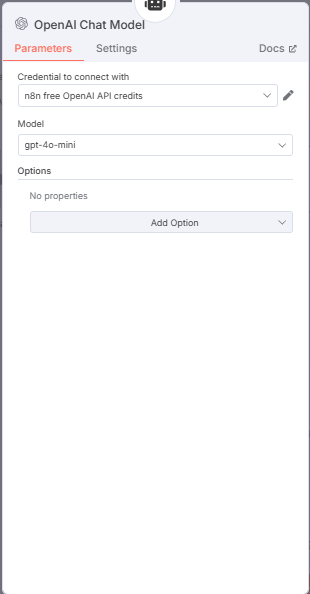 OpenAI Chat Model
Parameters Settings Docs
Credential to connect with
n8n free OpenAI API credits
Model
gpt-4o-mini
Options
No properties
Add Option